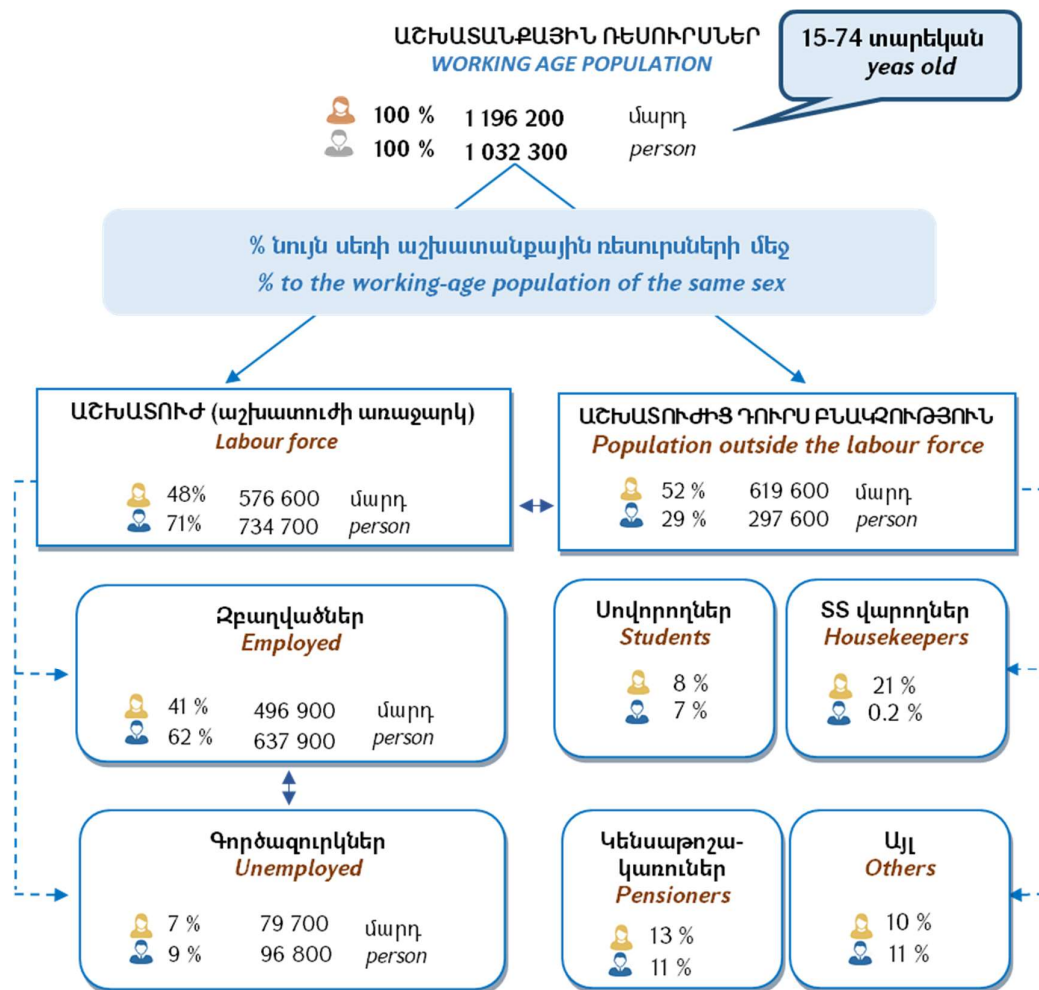 ԱՇԽԱՏԱՆՔԱՅԻՆ ՌԵՍՈՒՐՍՆԵՐ
WORKING AGE POPULATION
15-74 տարեկան
yeas old
100 % 1 196 200 մարդ
100 % 1 032 300 person
% նույն սեռի աշխատանքային ռեսուրսների մեջ
% to the working-age population of the same sex
ԱՇԽԱՏՈՒԺ (աշխատուժի առաջարկ)
Labour force
48% 576 600 մարդ
71% 734 700 person
ԱՇԽԱՏՈՒԺԻՑ ԴՈՒՐՍ ԲՆԱԿՉՈՒԹՅՈՒՆ
Population outside the labour force
52 % 619 600 մարդ
29 % 297 600 person
Զբաղվածներ
Employed
41 % 496 900 մարդ
62 % 637 900 person
Սովորողներ
Students
8 %
7 %
ՏՏ վարողներ
Housekeepers
21 %
0.2 %
Գործազուրկներ
Unemployed
7 % 79 700 մարդ
9 % 96 800 person
Կենսաթոշա-
կառուներ
Pensioners
13 %
11 %
Այլ
Others
10 %
11 %